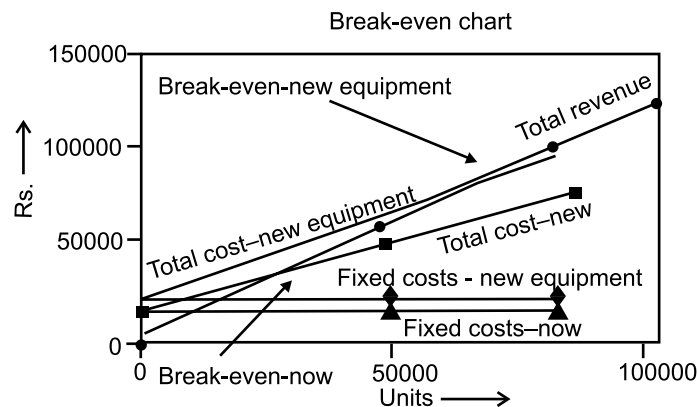 Break-even chart
150000
Break-even-new equipment
Total revenue
100000
Rs.
Total cost–new equipment
50000
Total cost–new
Fixed costs - new equipment
0
Fixed costs–now
Break-even-now
0
50000
100000
Units